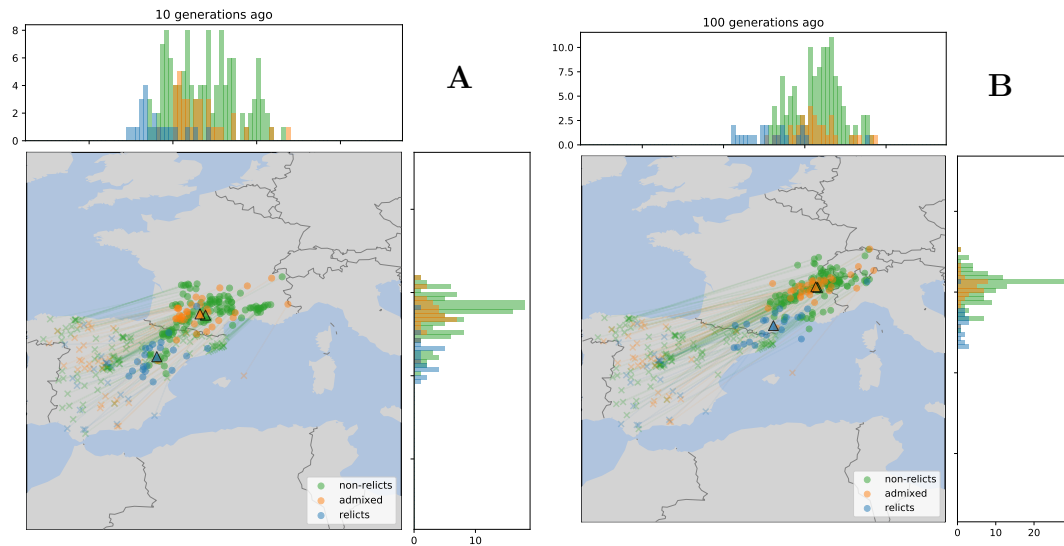 10 generations ago
8
6
4
2
0
A
non-relicts
admixed
relicts
0
10
100 generations ago
10.0
7.5
5.0
2.5
0.0
B
non-relicts
admixed
relicts
0
10
20